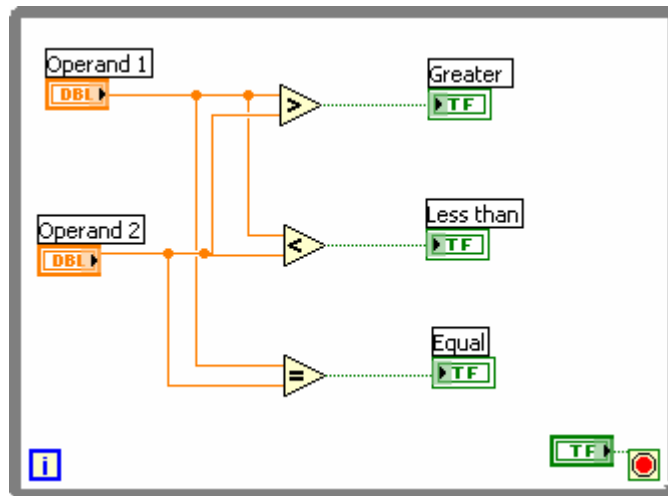 Operand 1
DBL
>
Greater
TF
Operand 2
DBL
<
Less than
TF
=
Equal
TF
i
TF